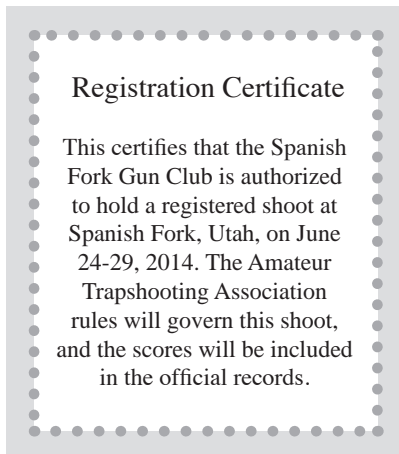 Registration Certificate
This certifies that the Spanish
Fork Gun Club is authorized
to hold a registered shoot at
Spanish Fork, Utah, on June
24-29, 2014. The Amateur
Trapshooting Association
rules will govern this shoot,
and the scores will be included
in the official records.